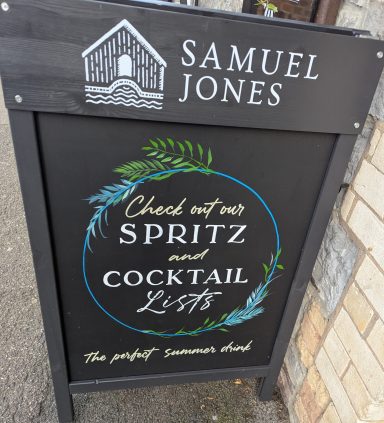 SAMUEL
JONES
Check out our
SPRITZ
and
COCKTAIL
Lists
The perfect summer drink